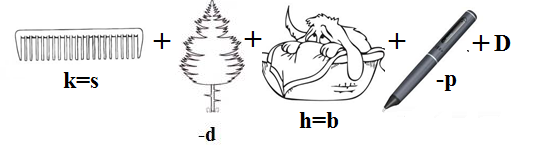 + + + + D
k=s
-d
h=b
-p